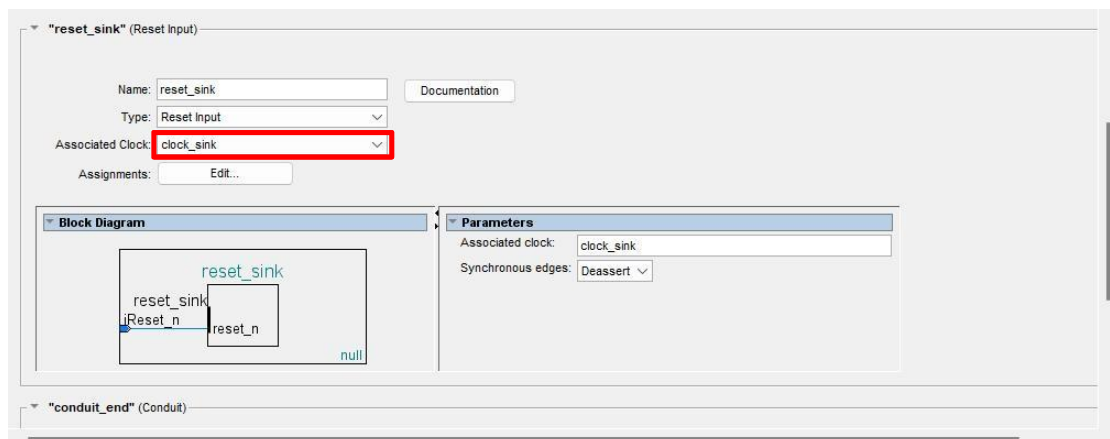 "reset_sink" (Reset Input)
Name: reset_sink Documentation
Type: Reset Input
Associated Clock: clock_sink
Assignments: Edit...
Block Diagram
reset_sink
reset_sink
iReset_n
reset_n
null
Parameters
Associated clock: clock_sink
Synchronous edges: Deassert
"conduit_end" (Conduit)